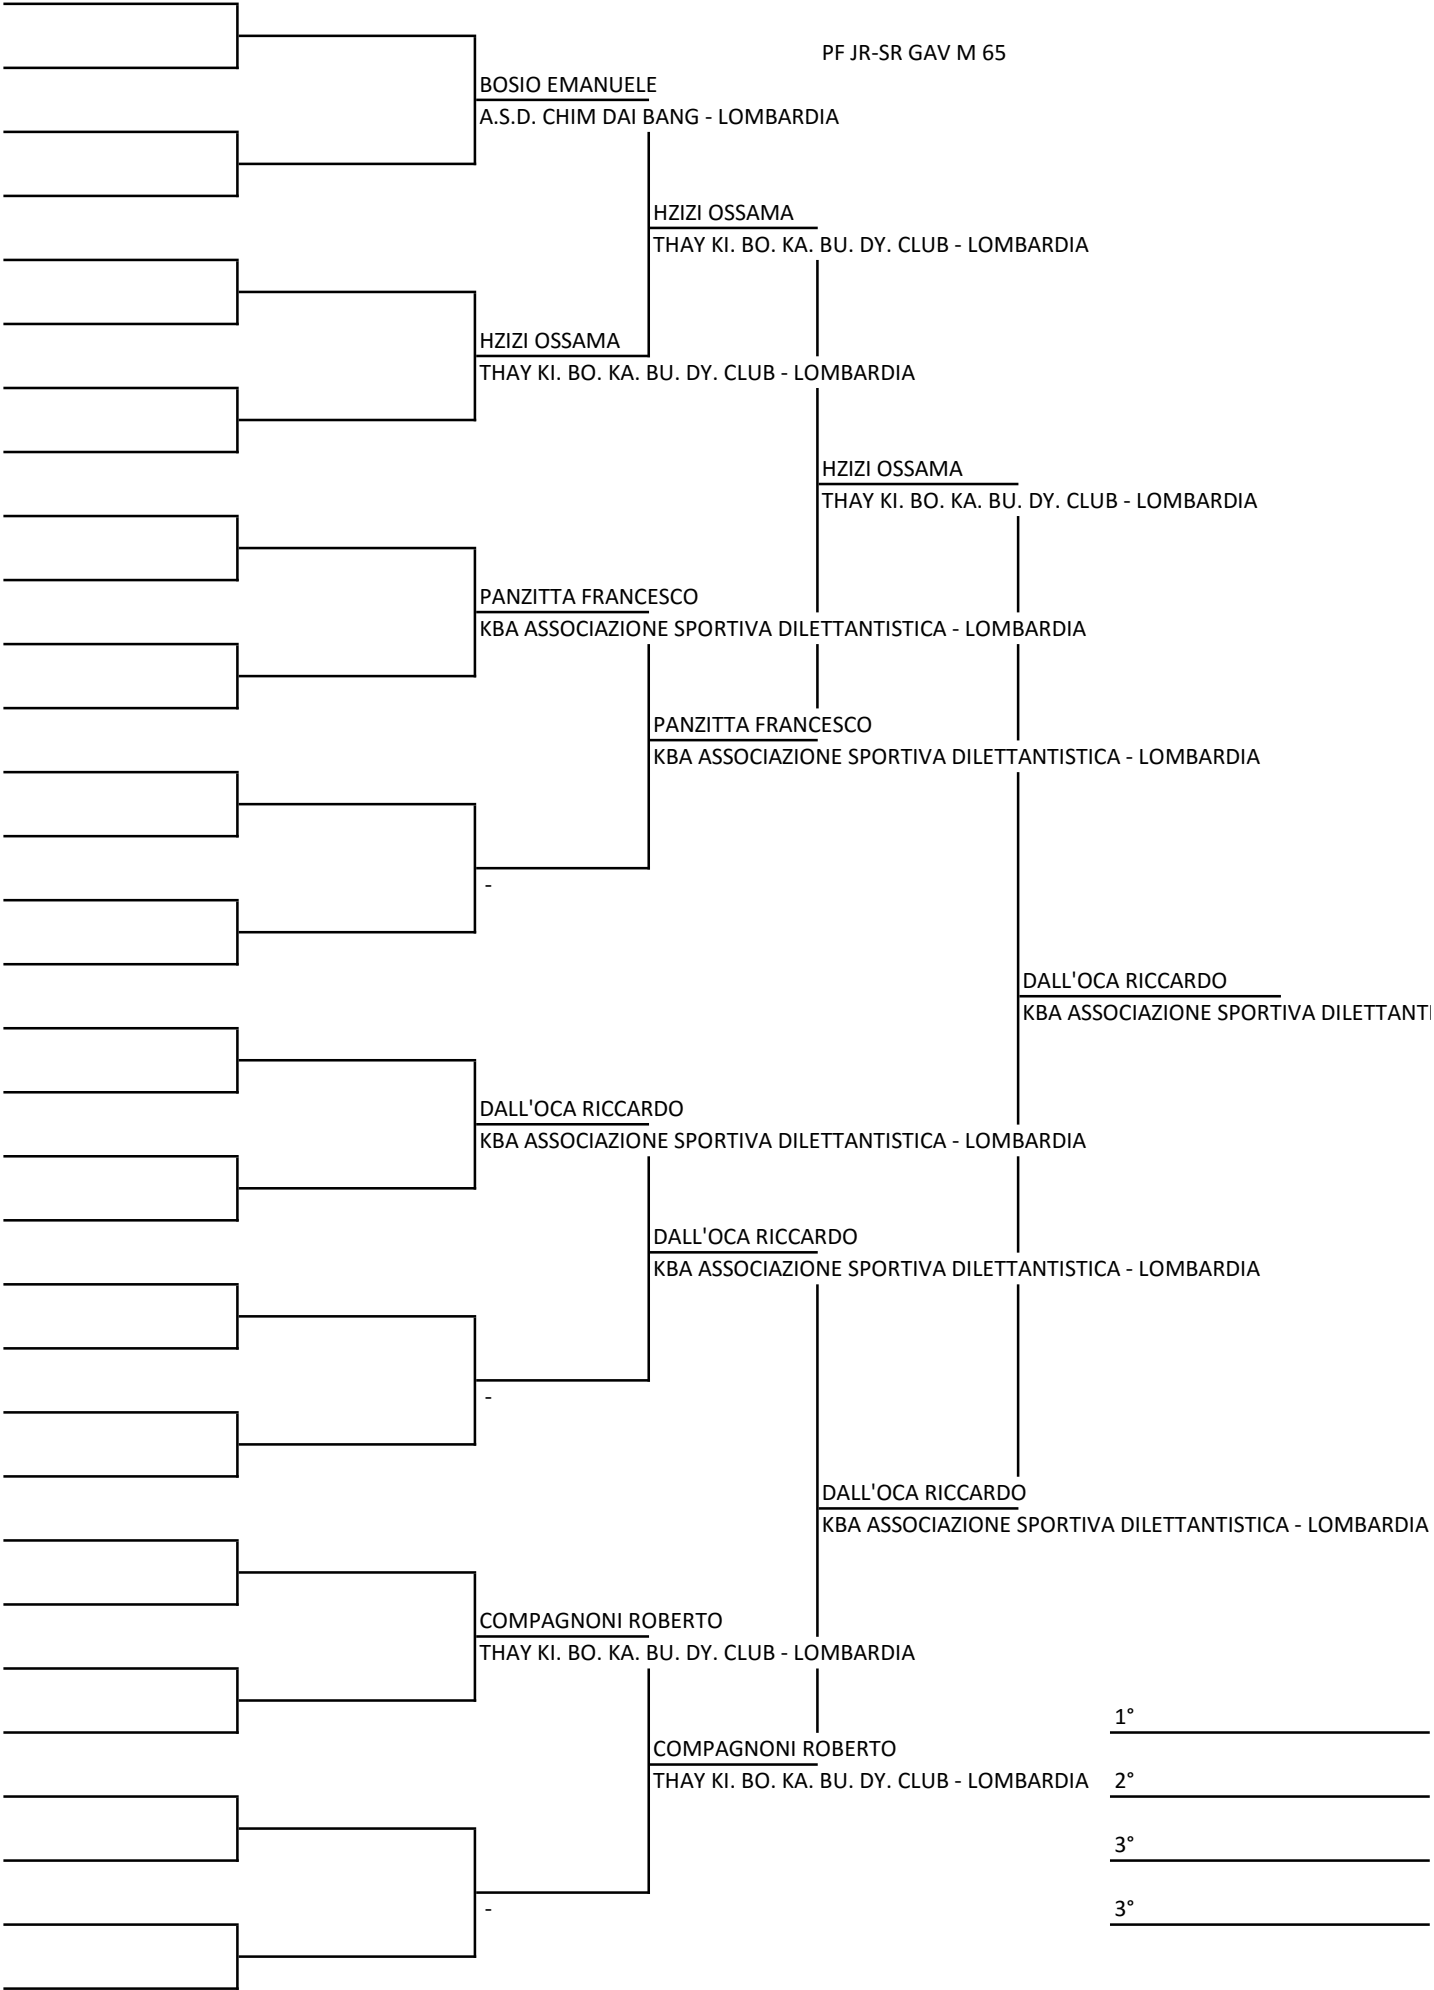 PF JR-SR GAV M 65
BOSIO EMANUELE
A.S.D. CHIM DAI BANG - LOMBARDIA
HZIZI OSSAMA
THAY KI. BO. KA. BU. DY. CLUB - LOMBARDIA
HZIZI OSSAMA
THAY KI. BO. KA. BU. DY. CLUB - LOMBARDIA
HZIZI OSSAMA
THAY KI. BO. KA. BU. DY. CLUB - LOMBARDIA
PANZITTA FRANCESCO
KBA ASSOCIAZIONE SPORTIVA DILETTANTISTICA - LOMBARDIA
PANZITTA FRANCESCO
KBA ASSOCIAZIONE SPORTIVA DILETTANTISTICA - LOMBARDIA
-
DALL'OCA RICCARDO
KBA ASSOCIAZIONE SPORTIVA DILETTANTI
DALL'OCA RICCARDO
KBA ASSOCIAZIONE SPORTIVA DILETTANTISTICA - LOMBARDIA
DALL'OCA RICCARDO
KBA ASSOCIAZIONE SPORTIVA DILETTANTISTICA - LOMBARDIA
-
DALL'OCA RICCARDO
KBA ASSOCIAZIONE SPORTIVA DILETTANTISTICA - LOMBARDIA
COMPAGNONI ROBERTO
THAY KI. BO. KA. BU. DY. CLUB - LOMBARDIA
1°
COMPAGNONI ROBERTO
THAY KI. BO. KA. BU. DY. CLUB - LOMBARDIA
2°
3°
3°
-